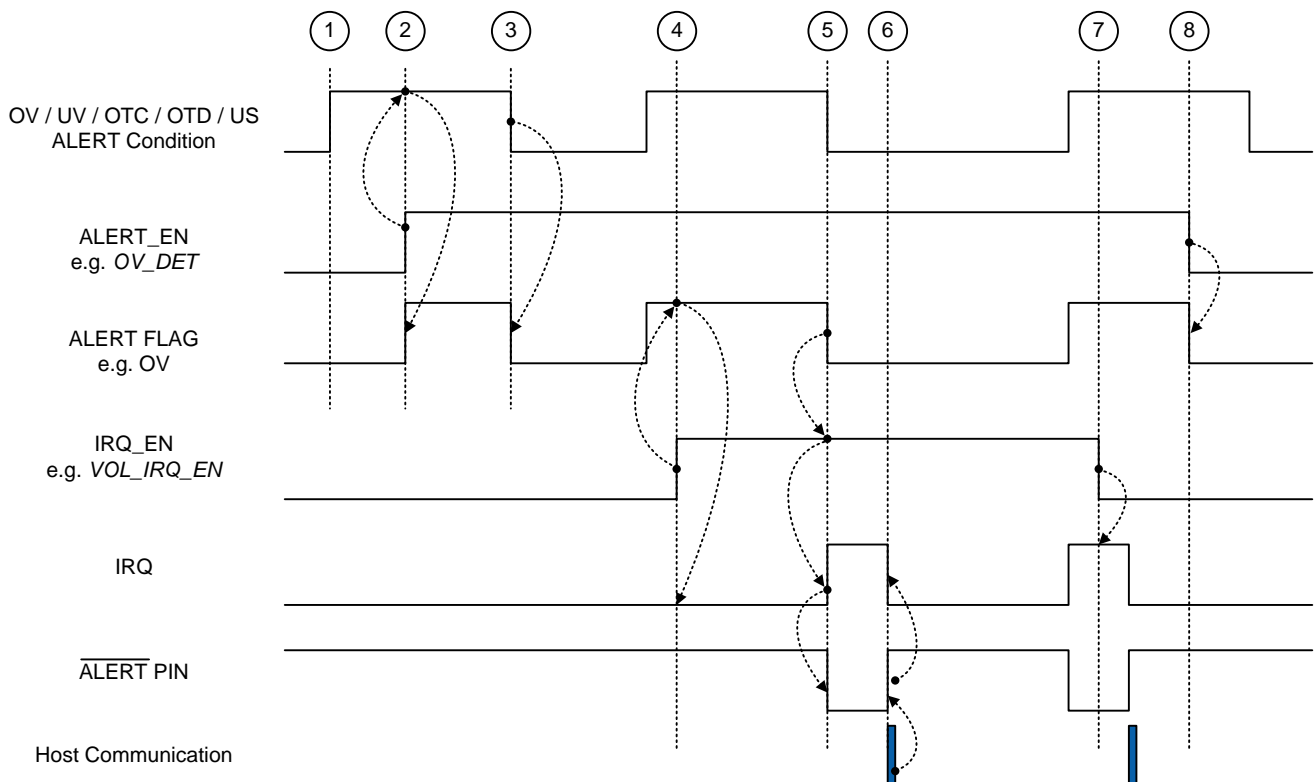 1
2
3
4
5
6
7
8
OV / UV / OTC / OTD / US
ALERT Condition
ALERT_EN
e.g. OV_DET
ALERT FLAG
e.g. OV
IRQ_EN
e.g. VOL_IRQ_EN
IRQ
ALERT PIN
Host Communication